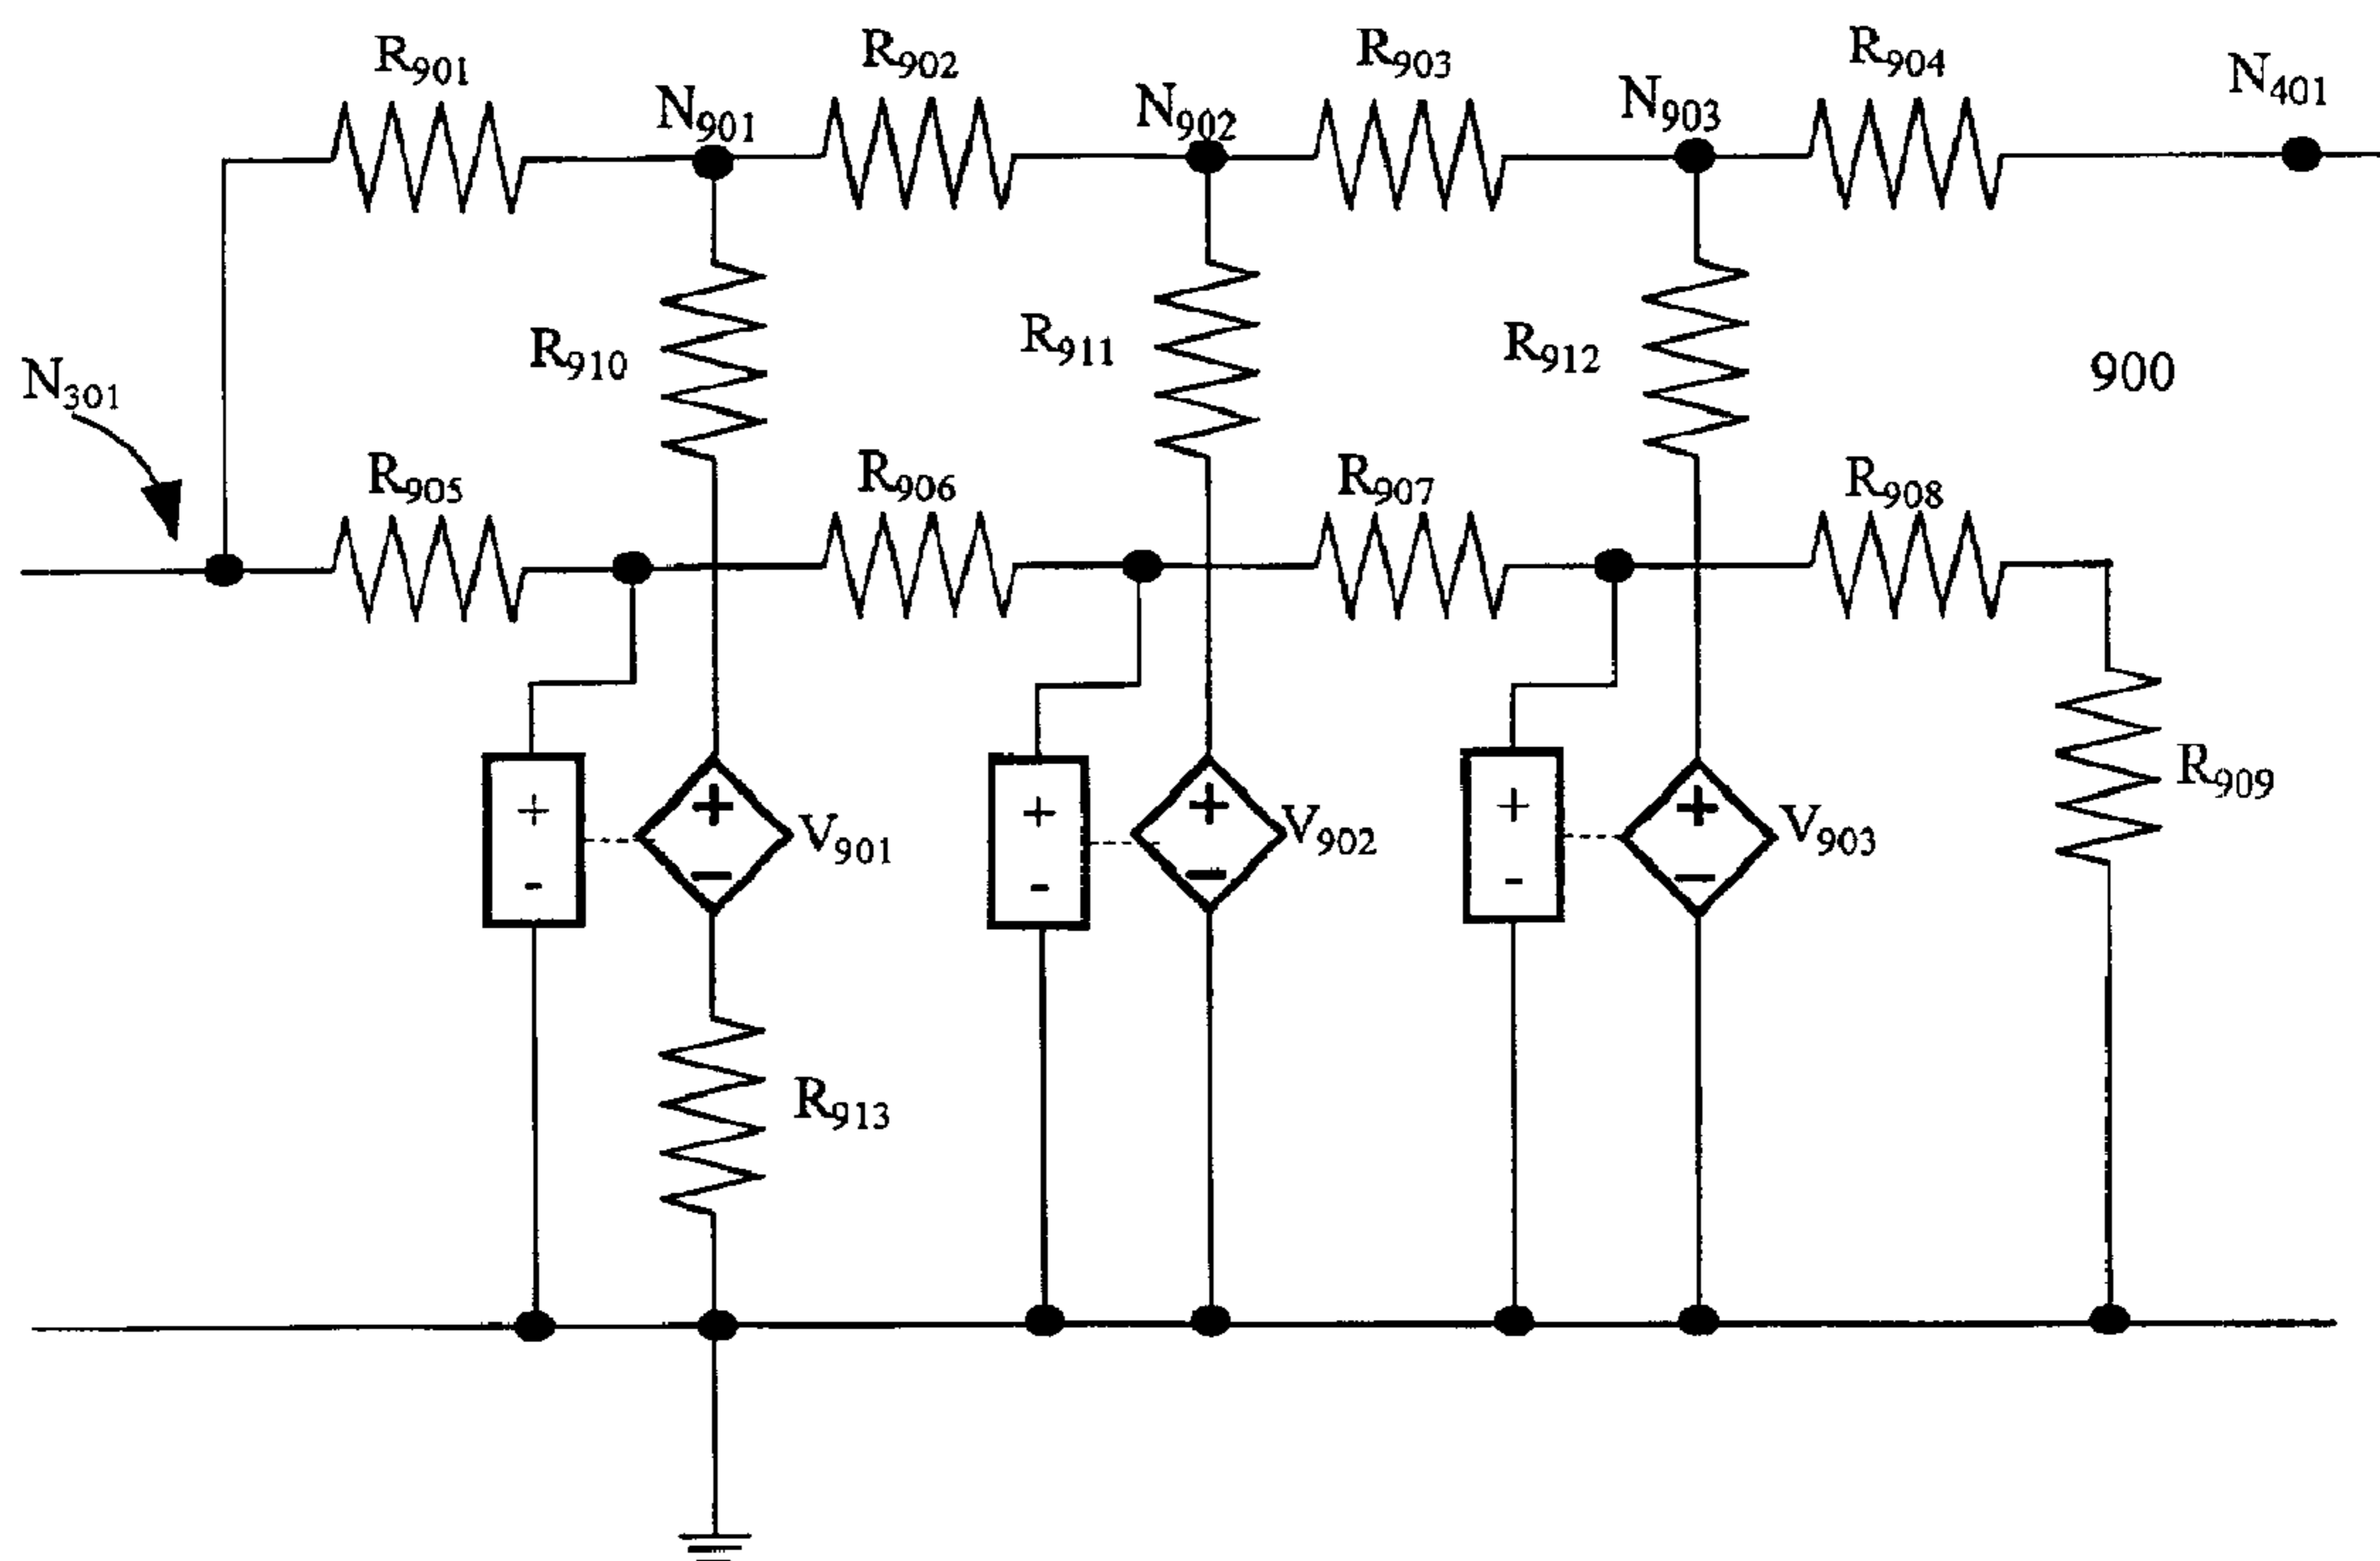 R901
R902
R903
R904
N901
N902
N903
N401
R910
R911
R912
900
N301
R905
R906
R907
R908
R909
+
-
+
-
V901
+
-
+
-
V902
+
-
+
-
V903
R913